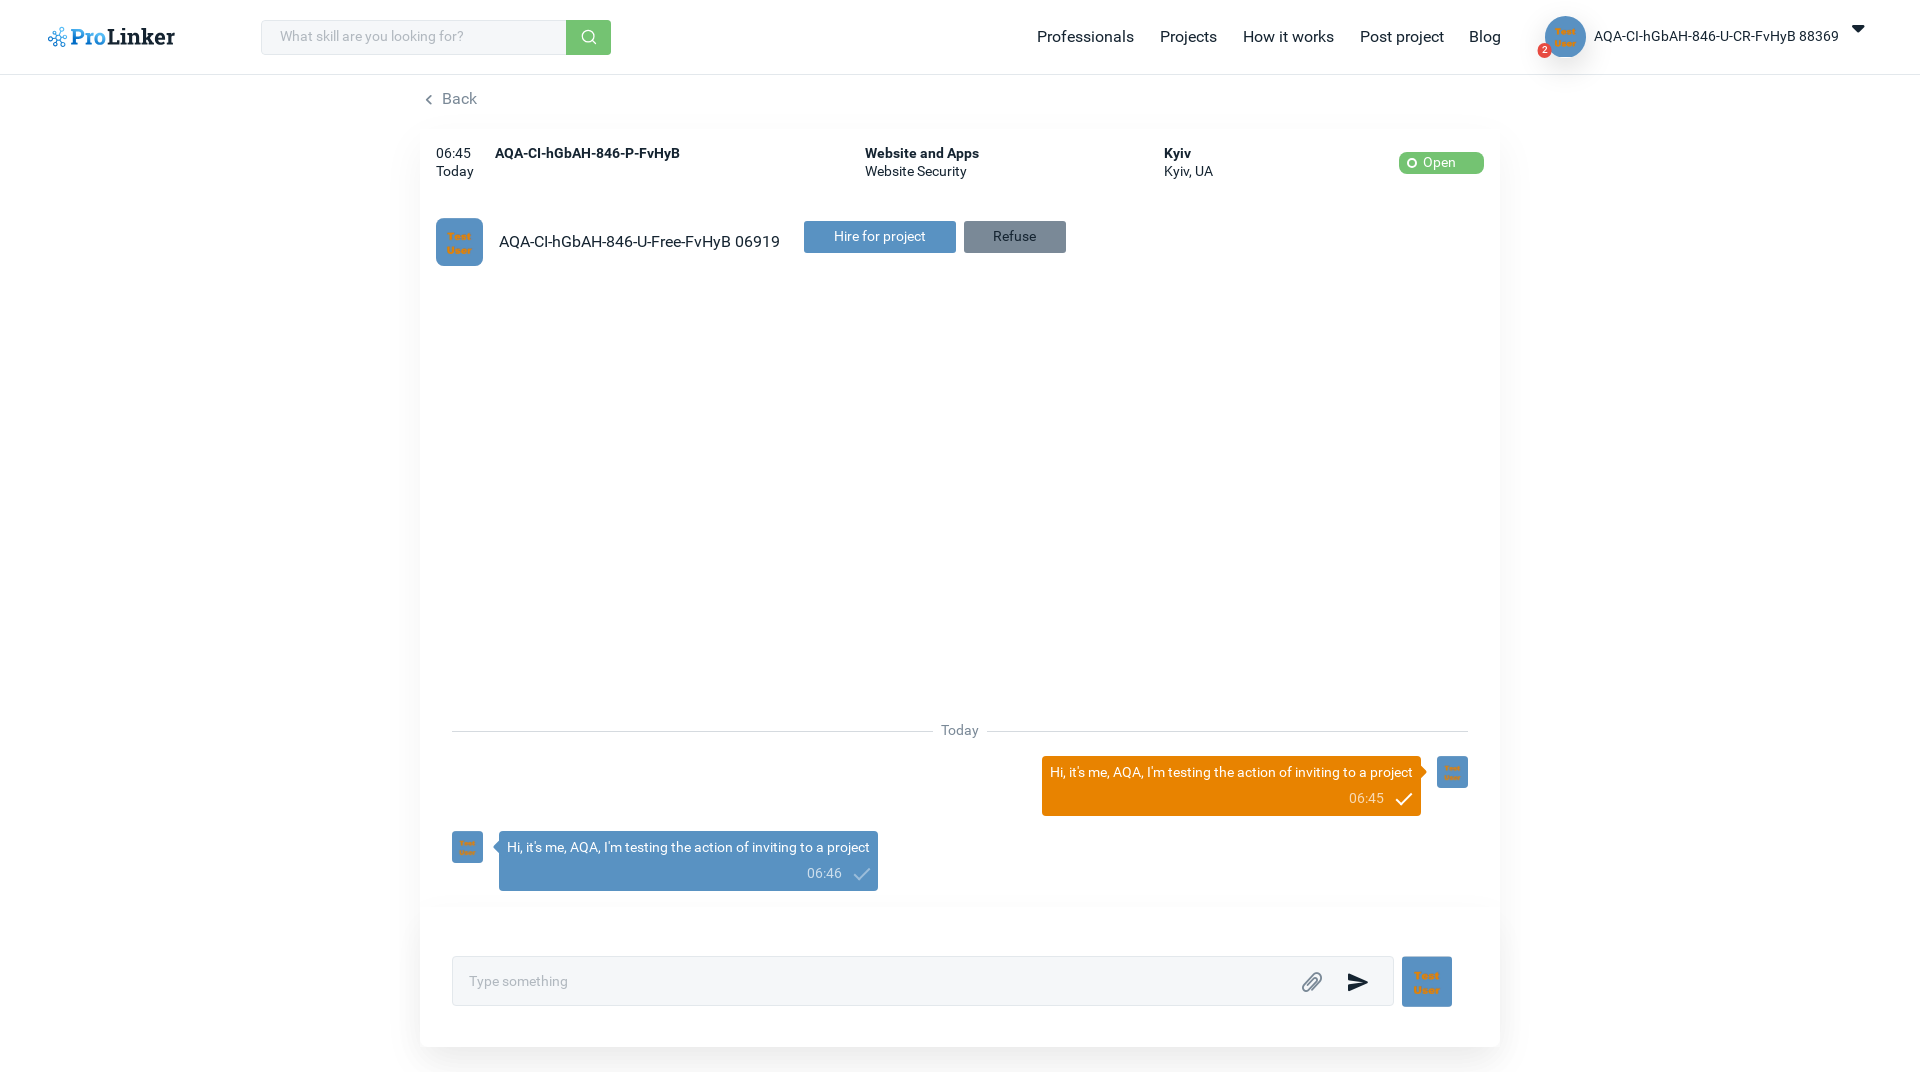 ProLinker
What skill are you looking for?
Professionals
Projects
How it works
Post project
Blog
Test
User
2
AQA-CI-hGbAH-846-U-CR-FvHyB 88369
Back
06:45
Today
AQA-CI-hGbAH-846-P-FvHyB
Website and Apps
Website Security
Kyiv
Kyiv, UA
Open
Test
User
AQA-CI-hGbAH-846-U-Free-FvHyB 06919
Hire for project
Refuse
Today
Hi, it's me, AQA, I'm testing the action of inviting to a project
06:45
Test
User
Test
User
Hi, it's me, AQA, I'm testing the action of inviting to a project
06:46
Type something
Test
User